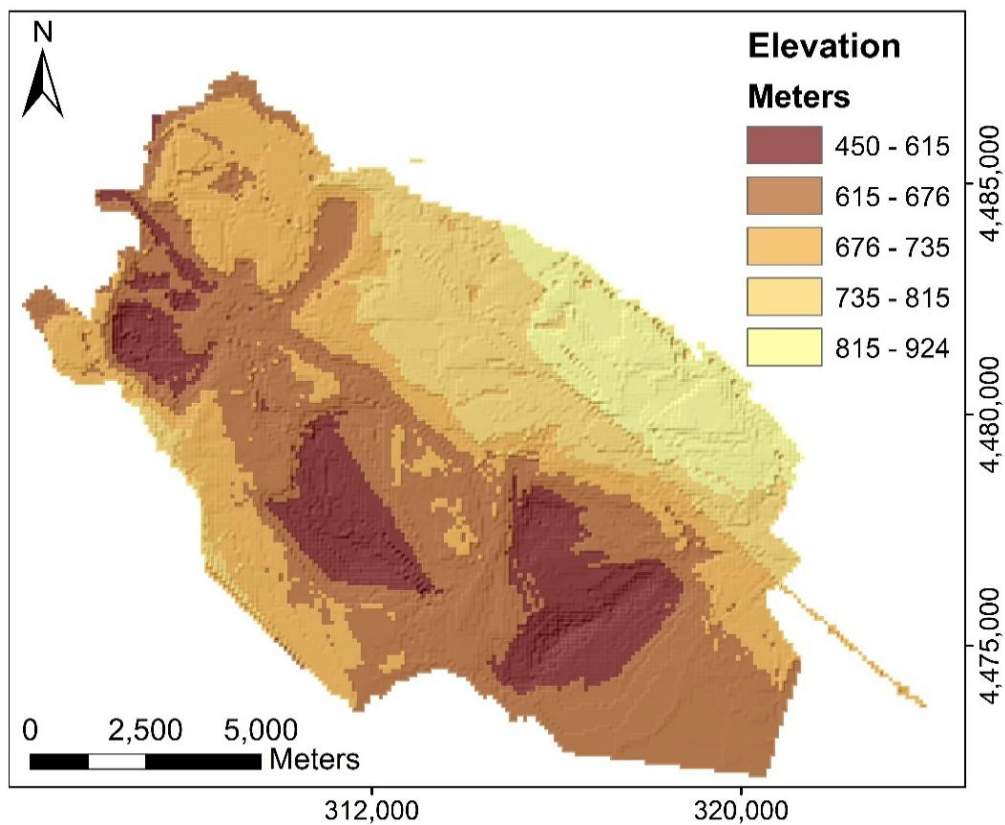 N
Elevation
Meters
450 - 615
615 - 676
676 - 735
735 - 815
815 - 924
4,485,000
4,480,000
4,475,000
0 2,500 5,000
Meters
312,000 320,000